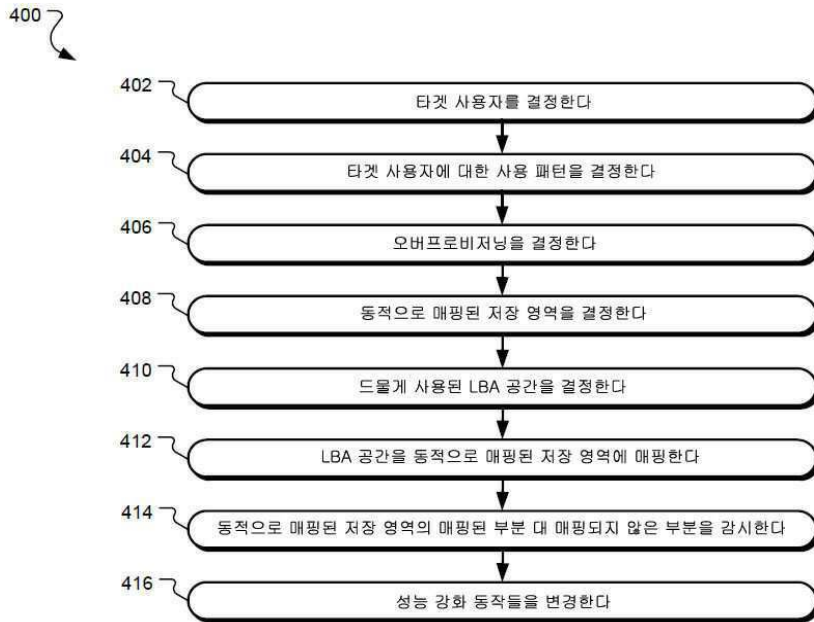 400
402
타겟 사용자를 결정한다
404
타겟 사용자에 대한 사용 패턴을 결정한다
406
오버프로비저닝을 결정한다
408
동적으로 매핑된 저장 영역을 결정한다
410
드물게 사용된 LBA 공간을 결정한다
412
LBA 공간을 동적으로 매핑된 저장 영역에 매핑한다
414
동적으로 매핑된 저장 영역의 매핑된 부분 대 매핑되지 않은 부분을 감시한다
416
성능 강화 동작들을 변경한다